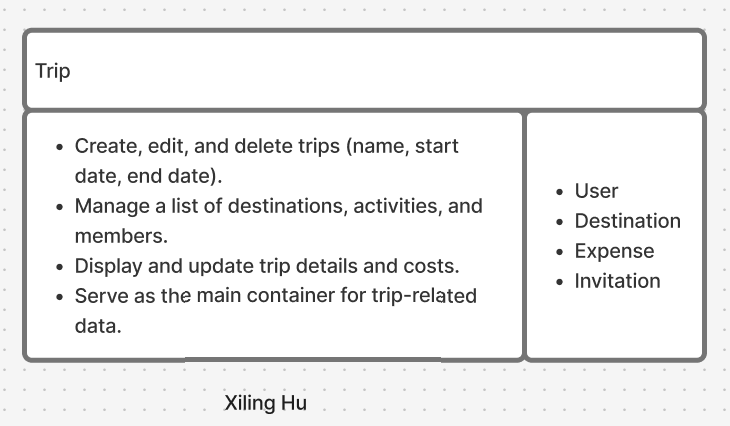 Trip
• Create, edit, and delete trips (name, start
date, end date).
• Manage a list of destinations, activities, and
members.
• Display and update trip details and costs.
• Serve as the main container for trip-related
data.
• User
• Destination
• Expense
• Invitation
Xiling Hu